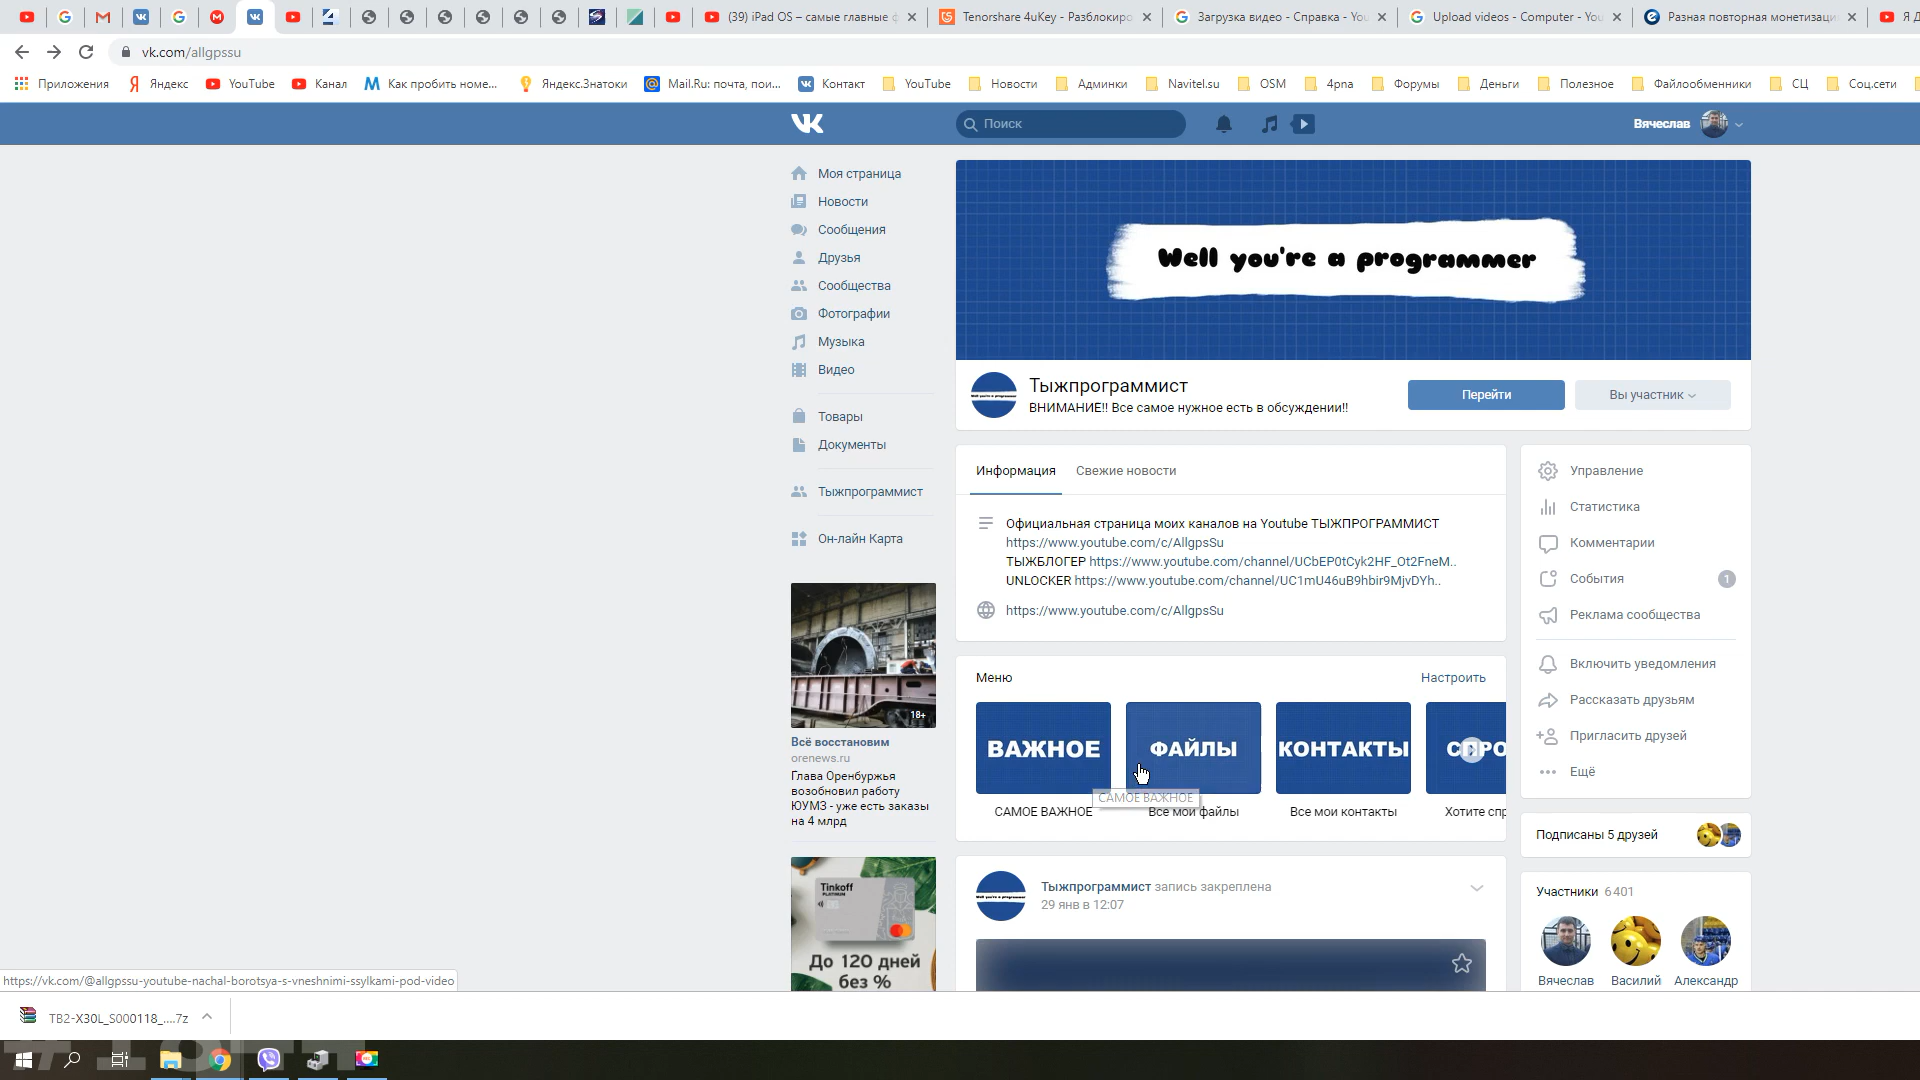 (39) iPad OS – самые главные ф
Tenorshare 4uKey - Разблокиро
Загрузка видео - Справка - You
Upload videos - Computer - You
Разная повторная монетизаци
Я Д
vk.com/allgpssu
Приложения
Яндекс
YouTube
Канал
Как пробить номе...
Яндекс.Знатоки
Mail.Ru: почта, пои...
Контакт
YouTube
Новости
Админки
Navitel.su
OSM
4pna
Форумы
Деньги
Полезное
Файлообменники
СЦ
Соц.сети
Поиск
Вячеслав
Моя страница
Новости
Сообщения
Друзья
Сообщества
Фотографии
Музыка
Видео
Товары
Документы
Тыжпрограммист
Он-лайн Карта
18+
Всё восстановим
orenews.ru
Глава Оренбуржья
возобновил работу
ЮУМЗ - уже есть заказы
на 4 млрд
Tinkoff
PLATINUM
До 120 дней
без %
Well you're a programmer
Тыжпрограммист
ВНИМАНИЕ!! Все самое нужное есть в обсуждении!!
Перейти
Вы участник
Информация
Свежие новости
Официальная страница моих каналов на Youtube ТЫЖПРОГРАММИСТ
https://www.youtube.com/c/AllgpsSu
ТЫЖБЛОГЕР https://www.youtube.com/channel/UCbEP0tCyk2HF_Ot2FneM..
UNLOCKER https://www.youtube.com/channel/UC1mU46uB9hbir9MjvDYh..
https://www.youtube.com/c/AllgpsSu
Меню
Настроить
ВАЖНОЕ
ФАЙЛЫ
КОНТАКТЫ
САМОЕ ВАЖНОЕ
САМОЕ ВАЖНОЕ
Все мои файлы
Все мои контакты
Хотите спр
Тыжпрограммист запись закреплена
29 янв в 12:07
Управление
Статистика
Комментарии
События
1
Реклама сообщества
Включить уведомления
Рассказать друзьям
Пригласить друзей
Ещё
Подписаны 5 друзей
Участники 6 401
Вячеслав
Василий
Александр
https://vk.com/@allgpssu-youtube-nachal-borotsya-s-vneshnimi-ssylkami-pod-video
TB2-X30L_S000118_....7z